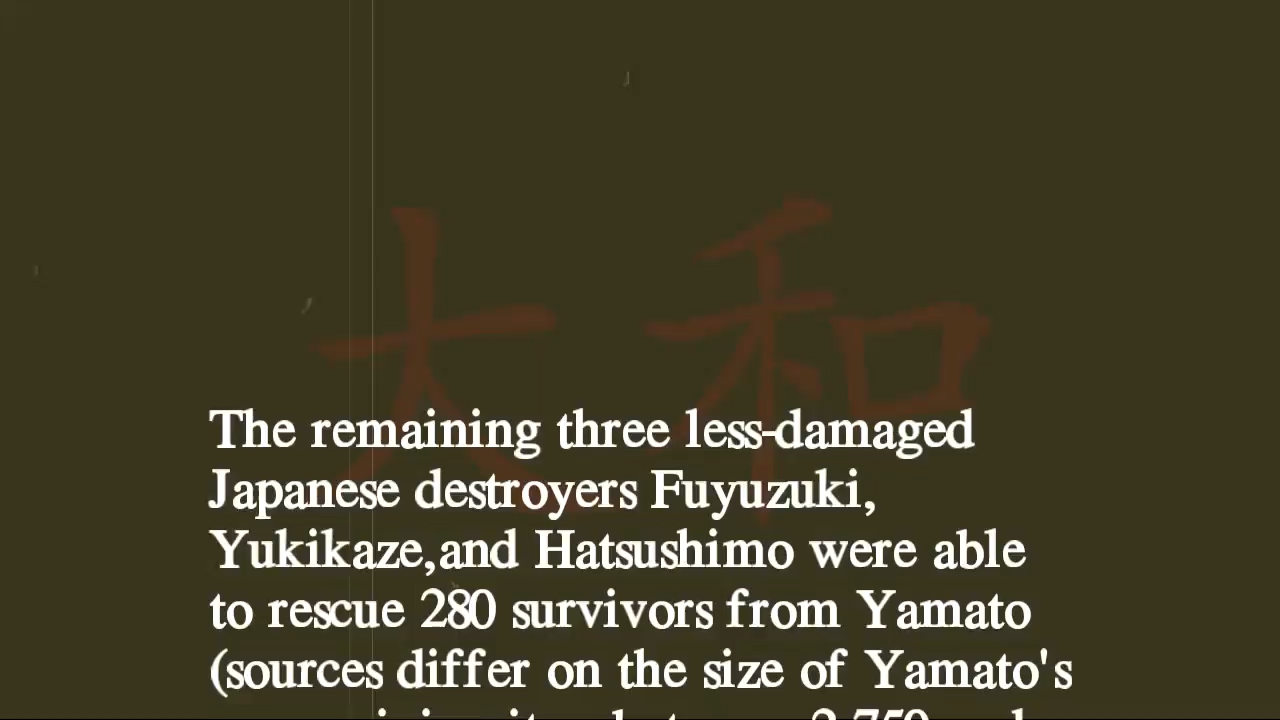 大和
The remaining three less-damaged
Japanese destroyers Fuyuzuki,
Yukikaze,and Hatsushimo were able
to rescue 280 survivors from Yamato
(sources differ on the size of Yamato's